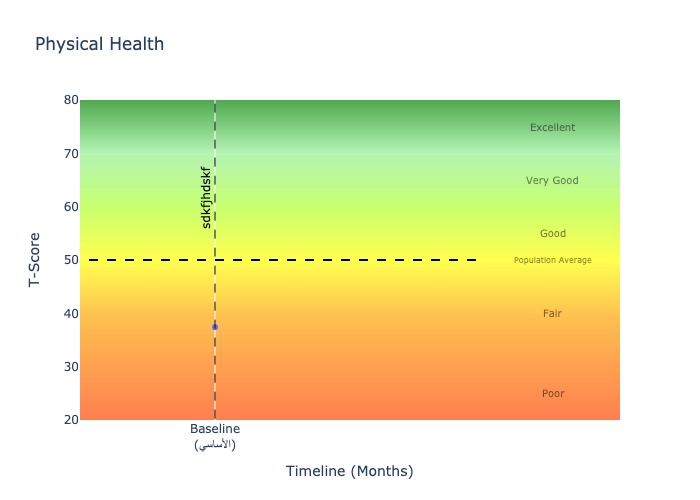 Physical Health
80
70
60
50
40
30
20
T-Score
sdkfjhdskf
Excellent
Very Good
Good
Population Average
Fair
Poor
Baseline
(الأساسي)
Timeline (Months)